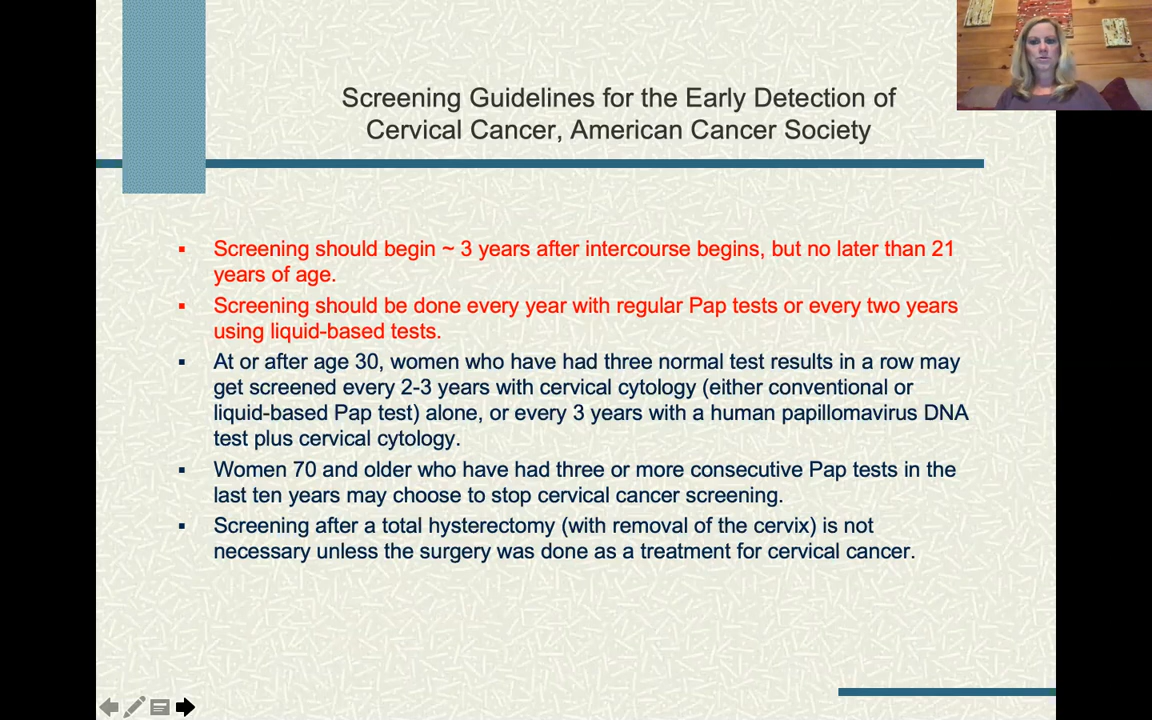 Screening Guidelines for the Early Detection of
Cervical Cancer, American Cancer Society
▪ Screening should begin ~ 3 years after intercourse begins, but no later than 21
years of age.
▪ Screening should be done every year with regular Pap tests or every two years
using liquid-based tests.
▪ At or after age 30, women who have had three normal test results in a row may
get screened every 2-3 years with cervical cytology (either conventional or
liquid-based Pap test) alone, or every 3 years with a human papillomavirus DNA
test plus cervical cytology.
▪ Women 70 and older who have had three or more consecutive Pap tests in the
last ten years may choose to stop cervical cancer screening.
▪ Screening after a total hysterectomy (with removal of the cervix) is not
necessary unless the surgery was done as a treatment for cervical cancer.